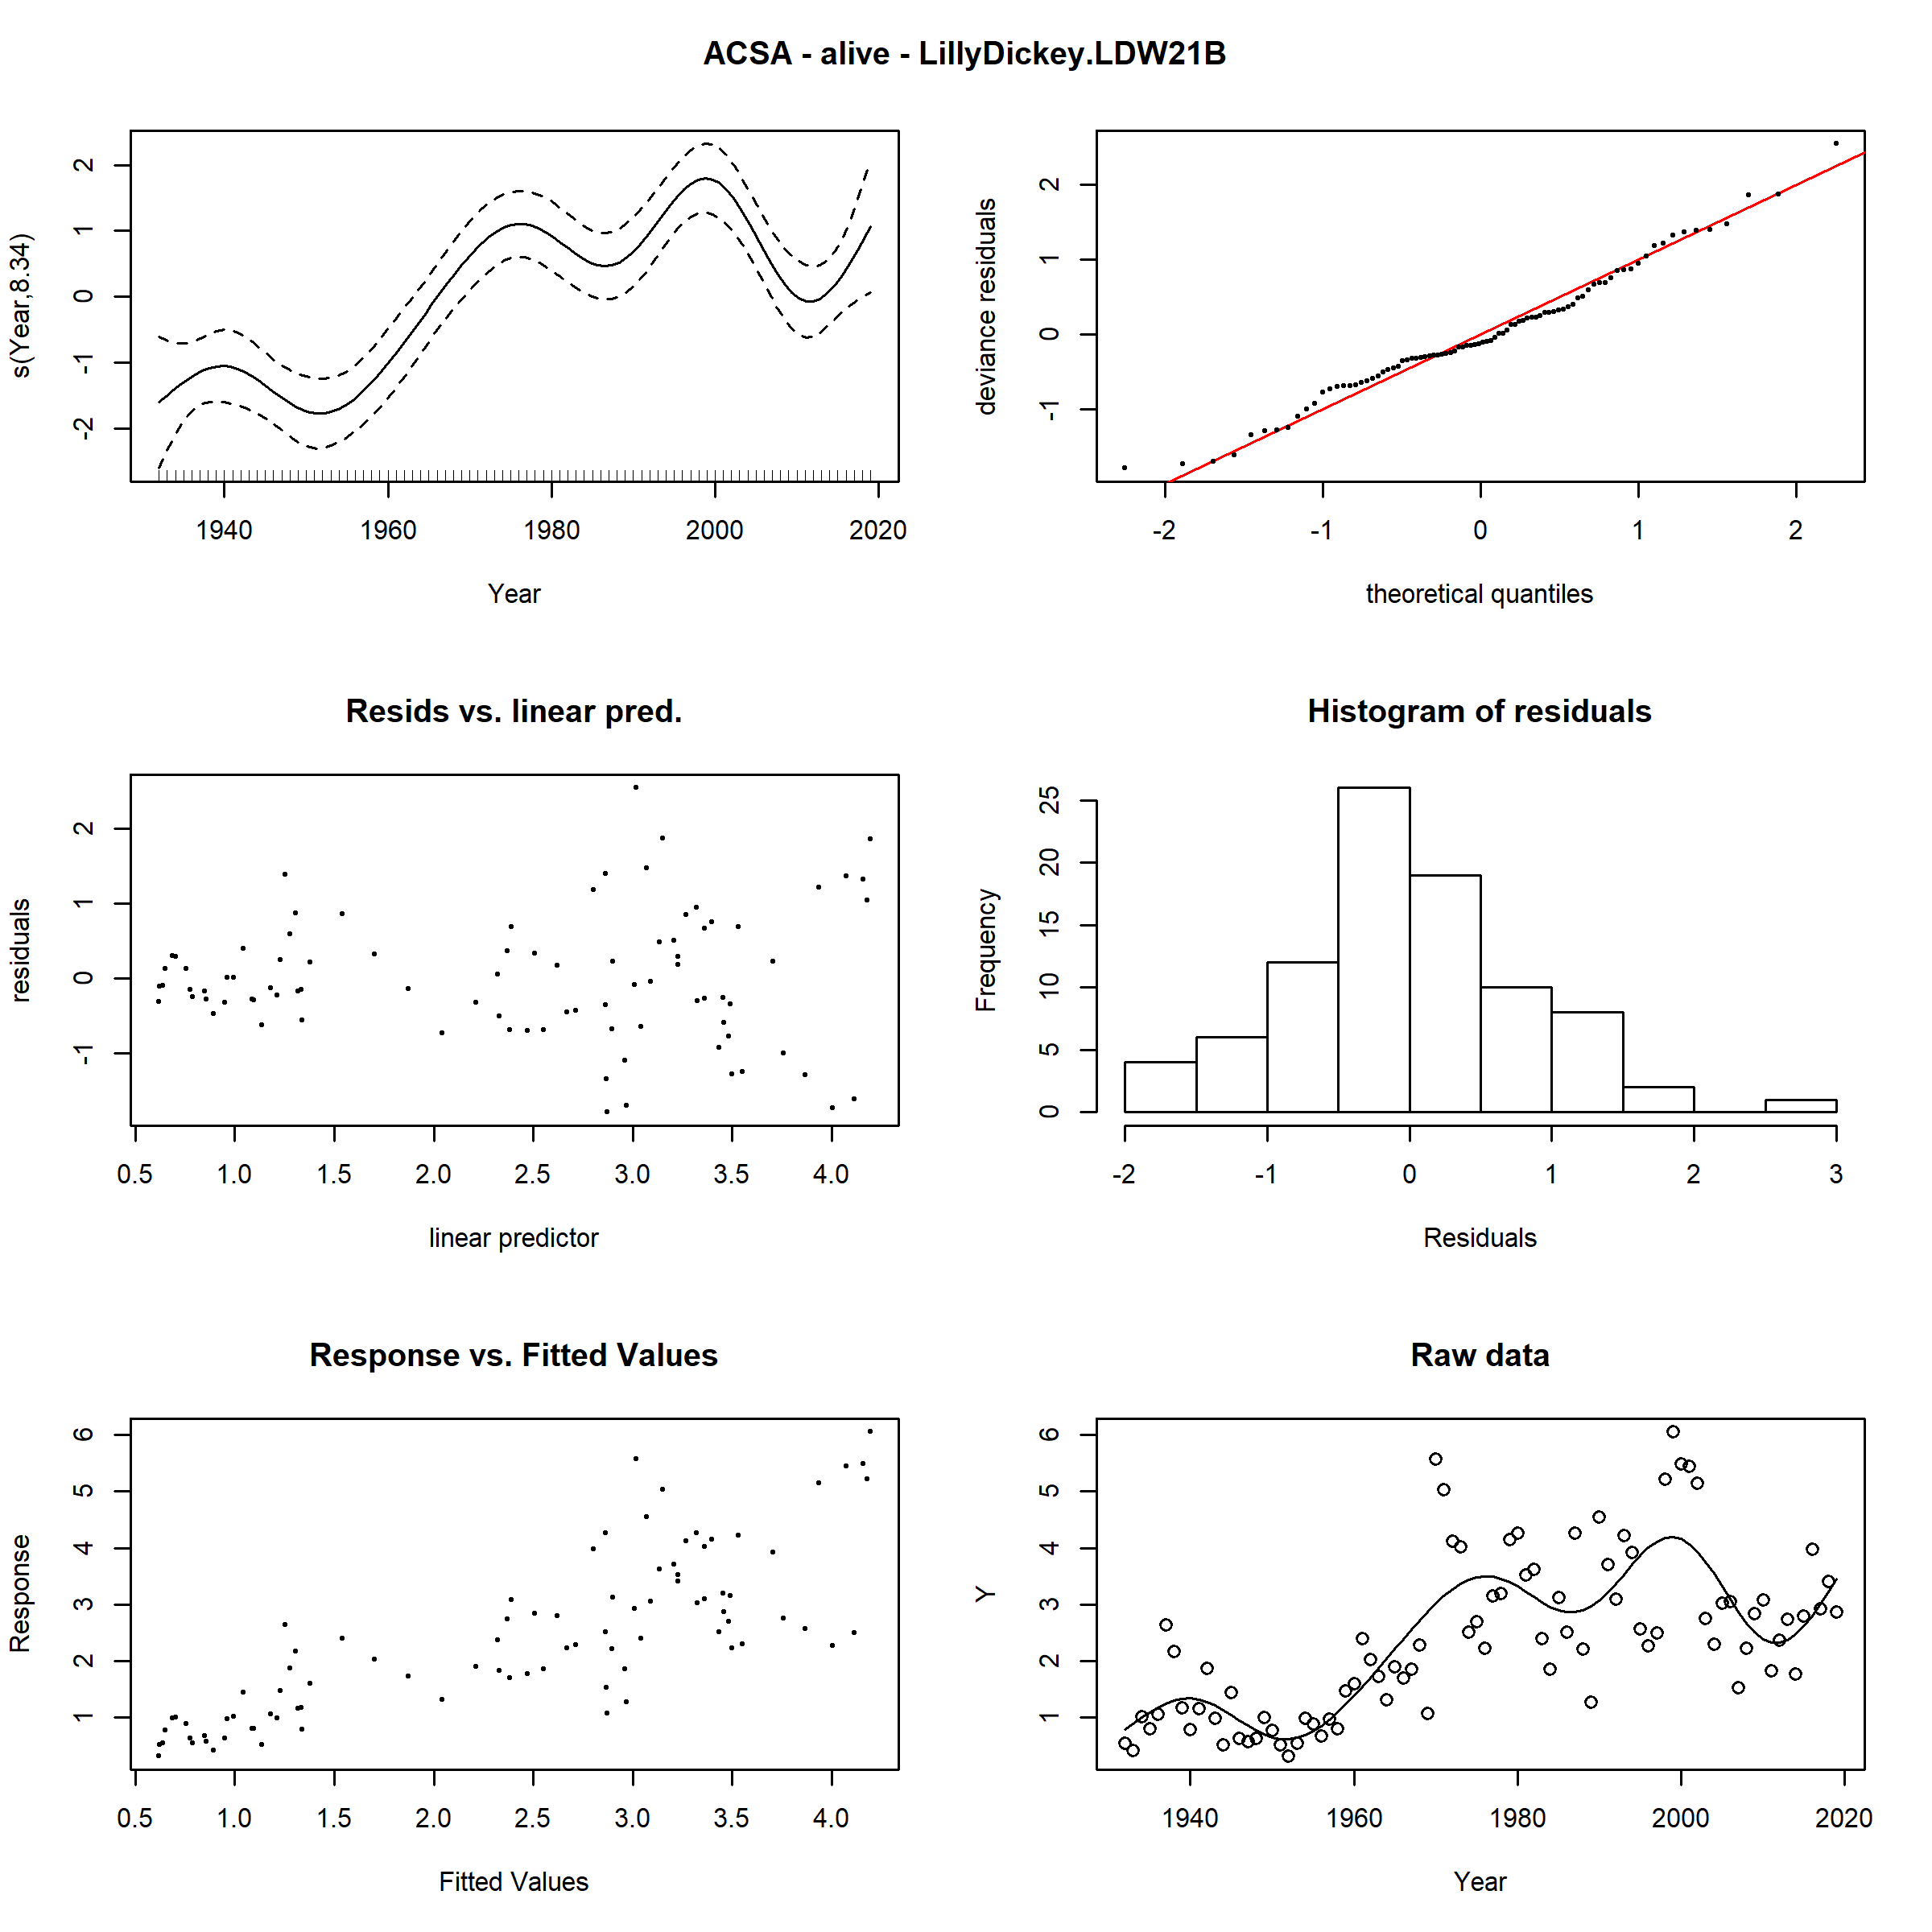 ACSA - alive - LillyDickey.LDW21B
s(Year,8.34)
2
1
0
-1
-2
1940 1960 1980 2000 2020
Year
deviance residuals
2
1
0
-1
-2 -1 0 1 2
theoretical quantiles
Resids vs. linear pred.
residuals
2
1
0
-1
0.5 1.0 1.5 2.0 2.5 3.0 3.5 4.0
linear predictor
Histogram of residuals
Frequency
25
20
15
10
5
0
-2 -1 0 1 2 3
Residuals
Response vs. Fitted Values
Response
6
5
4
3
2
1
0.5 1.0 1.5 2.0 2.5 3.0 3.5 4.0
Fitted Values
Raw data
Y
6
5
4
3
2
1
1940 1960 1980 2000 2020
Year